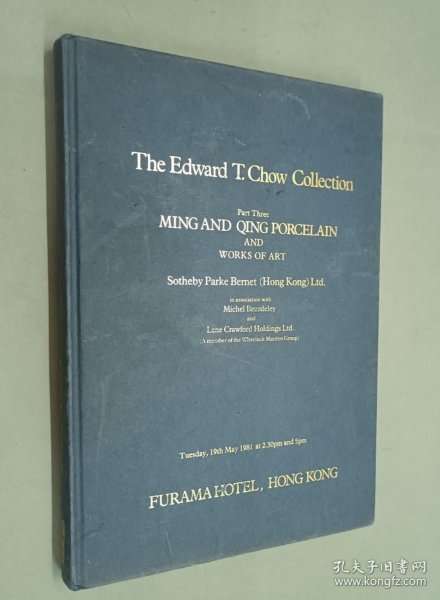 The Edward T. Chow Collection
Part Three
MING AND QING PORCELAIN
AND
WORKS OF ART
Sotheby Parke Bernet (Hong Kong) Ltd.
in association with
Michel Beurdeley
and
Lane Crawford Holdings Ltd.
(A member of the Wheelock Marden Group)
Tuesday, 19th May 1981 at 2.30pm and 5pm
FURAMA HOTEL, HONG KONG
孔夫子旧书网
www.kongfz.com